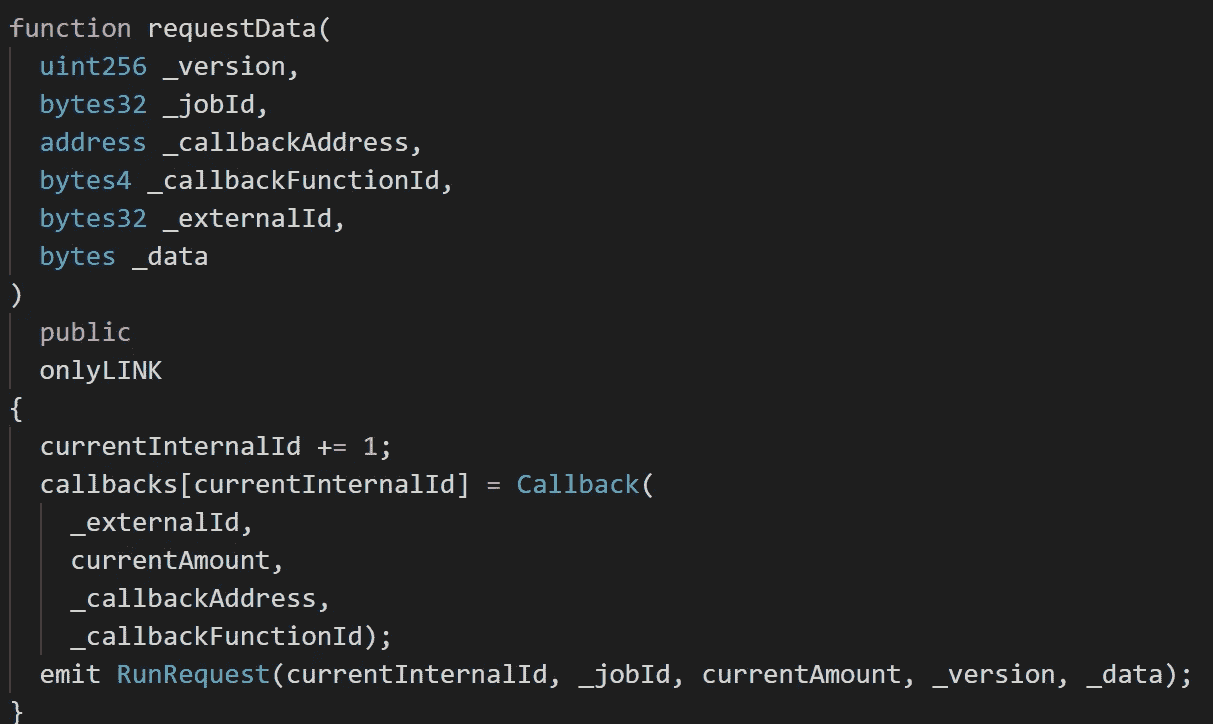 function requestData(
  uint256 _version,
  bytes32 _jobId,
  address _callbackAddress,
  bytes4 _callbackFunctionId,
  bytes32 _externalId,
  bytes _data
)
  public
  onlyLINK
{
  currentInternalId += 1;
  callbacks[currentInternalId] = Callback(
    _externalId,
    currentAmount,
    _callbackAddress,
    _callbackFunctionId);
  emit RunRequest(currentInternalId, _jobId, currentAmount, _version, _data);
}